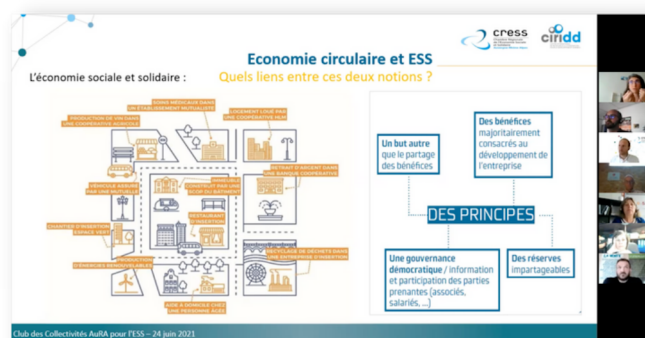 cress
ciridd
Economie circulaire et ESS
Quels liens entre ces deux notions ?
L'économie sociale et solidaire :
SOINS MÉDICAUX DANS
UN ÉTABLISSEMENT MUTUALISTE
PRODUCTION DE VIN DANS
UNE COOPÉRATIVE AGRICOLE
LOGEMENT LOUÉ PAR
UNE COOPÉRATIVE HLM
VÉHICULE ASSURÉ
PAR UNE MUTUELLE
CONSTRUIT PAR UNE
SCOP DU BÂTIMENT
RETRAIT D'ARGENT DANS
UNE BANQUE COOPÉRATIVE
RESTAURANT
D'INSERTION
CHANTIER D'INSERTION
ESPACE VERT
PRODUCTION
D'ÉNERGIES RENOUVELABLES
RECYCLAGE DE DÉCHETS DANS
UNE ENTREPRISE D'INSERTION
AIDE À DOMICILE CHEZ
UNE PERSONNE ÂGÉE
Un but autre
que le partage
des bénéfices
Des bénéfices
majoritairement
consacrés au
développement de
l'entreprise
DES PRINCIPES
Une gouvernance
démocratique / information
et participation des parties
prenantes (associés,
salariés, ...)
Des réserves
impartageables
Club des Collectivités AuRA pour l'ESS – 24 juin 2021